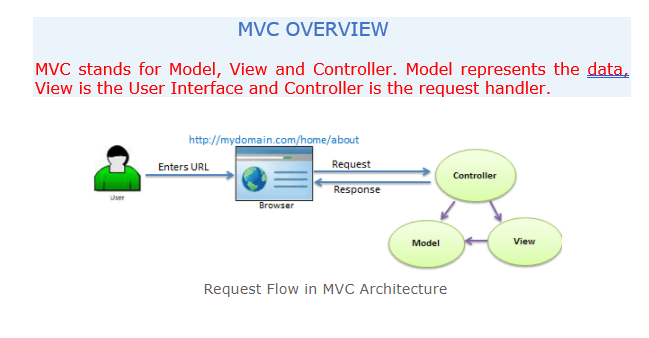 MVC OVERVIEW
MVC stands for Model, View and Controller. Model represents the data,
View is the User Interface and Controller is the request handler.
http://mydomain.com/home/about
Enters URL
Request
Response
Controller
User
Browser
Model
View
Request Flow in MVC Architecture